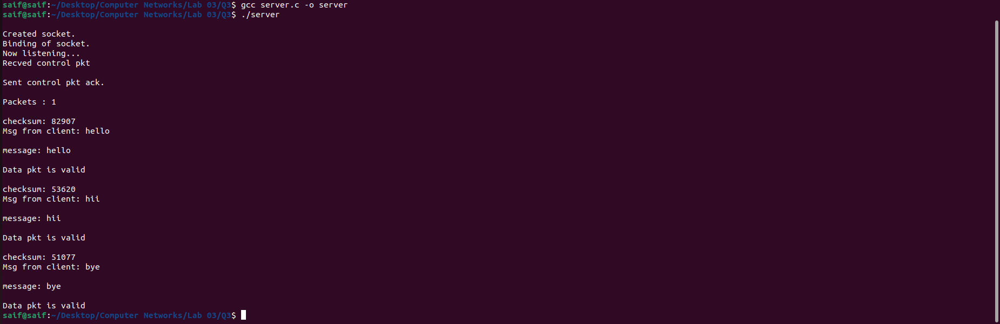 saif@saif:~/Desktop/Computer Networks/Lab 03/Q3$ gcc server.c -o server
saif@saif:~/Desktop/Computer Networks/Lab 03/Q3$ ./server
Created socket.
Binding of socket.
Now listening...
Recved control pkt
Sent control pkt ack.
Packets : 1
checksum: 82907
Msg from client: hello
message: hello
Data pkt is valid
checksum: 53620
Msg from client: hii
message: hii
Data pkt is valid
checksum: 51077
Msg from client: bye
message: bye
Data pkt is valid
saif@saif:~/Desktop/Computer Networks/Lab 03/Q3$